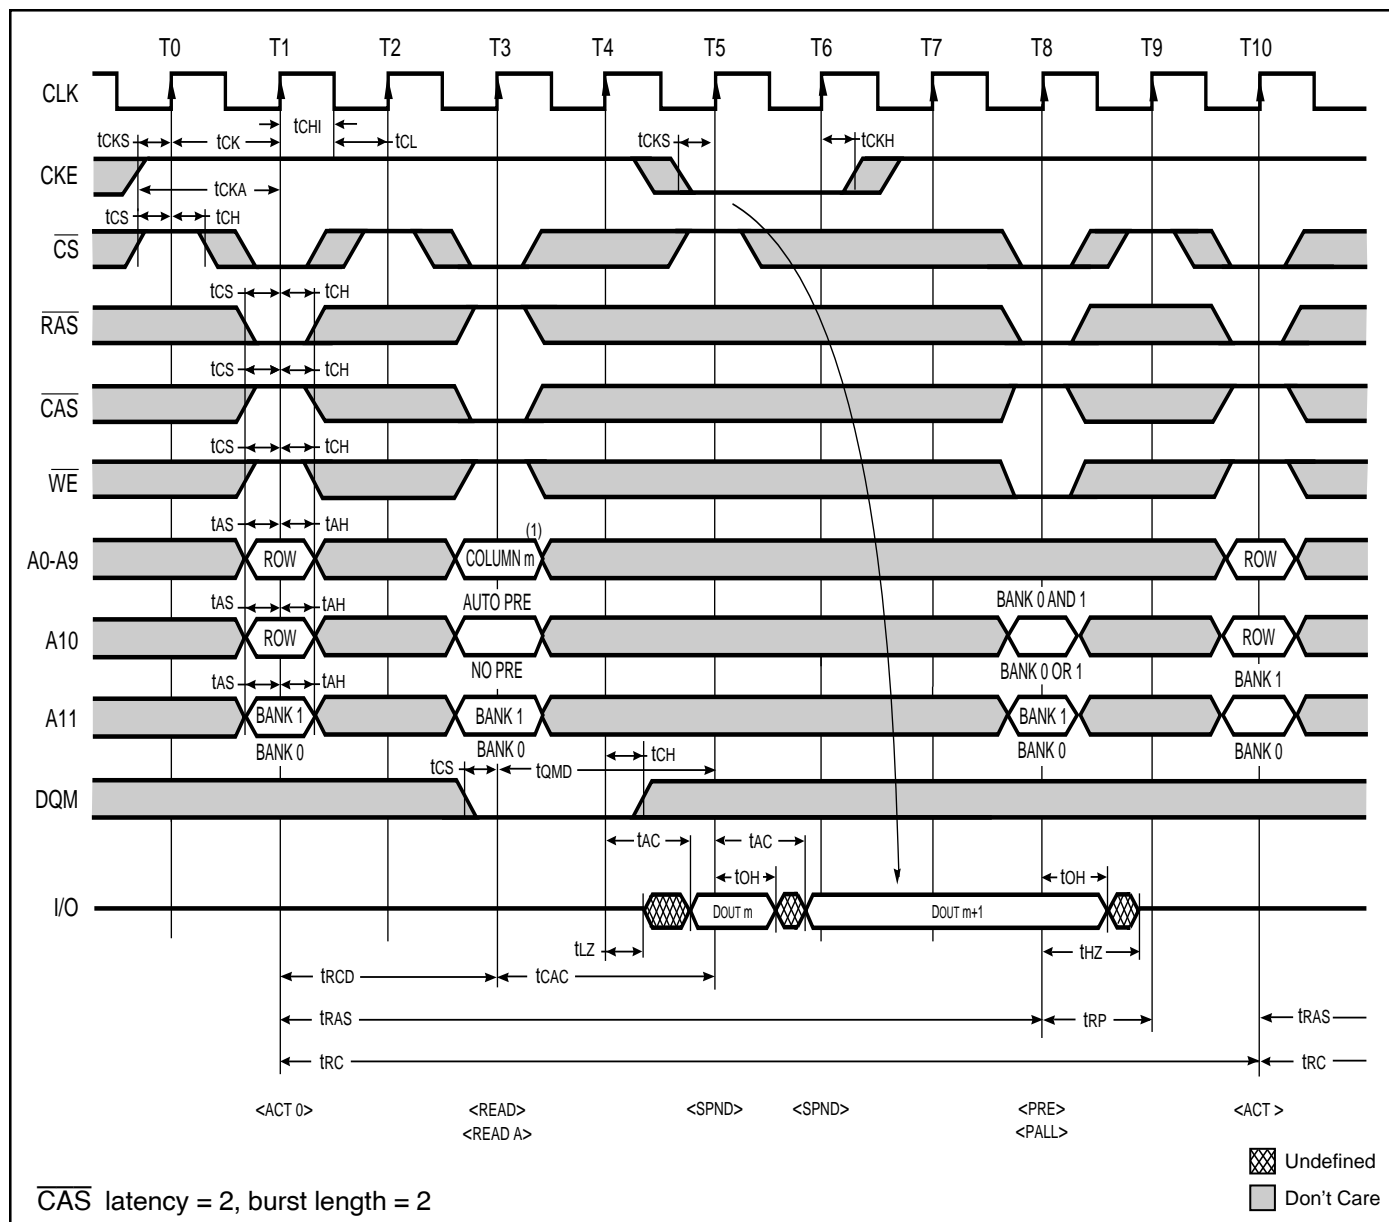 T0 T1 T2 T3 T4 T5 T6 T7 T8 T9 T10
CLK
tCHI
tCKS tCK tCL tCKS tCKH
CKE
tCKA
tCS tCH
CS
tCS tCH
RAS
tCS tCH
CAS
tCS tCH
WE
tAS tAH (1)
A0-A9 ROW COLUMN m ROW
tAS tAH AUTO PRE BANK 0 AND 1
A10 ROW ROW
tAS tAH NO PRE BANK 0 OR 1 BANK 1
A11 BANK 1 BANK 1 BANK 1
BANK 0 BANK 0 BANK 0 BANK 0
tCH
tCS tQMD
DQM
tAC tAC
tOH tOH
I/O DOUT m DOUT m+1
tLZ tHZ
tRCD tCAC
tRAS tRP tRAS
tRC tRC
<ACT 0> <READ> <SPND> <SPND> <PRE> <ACT >
<READ A> <PALL>
Undefined
CAS latency = 2, burst length = 2
Don't Care